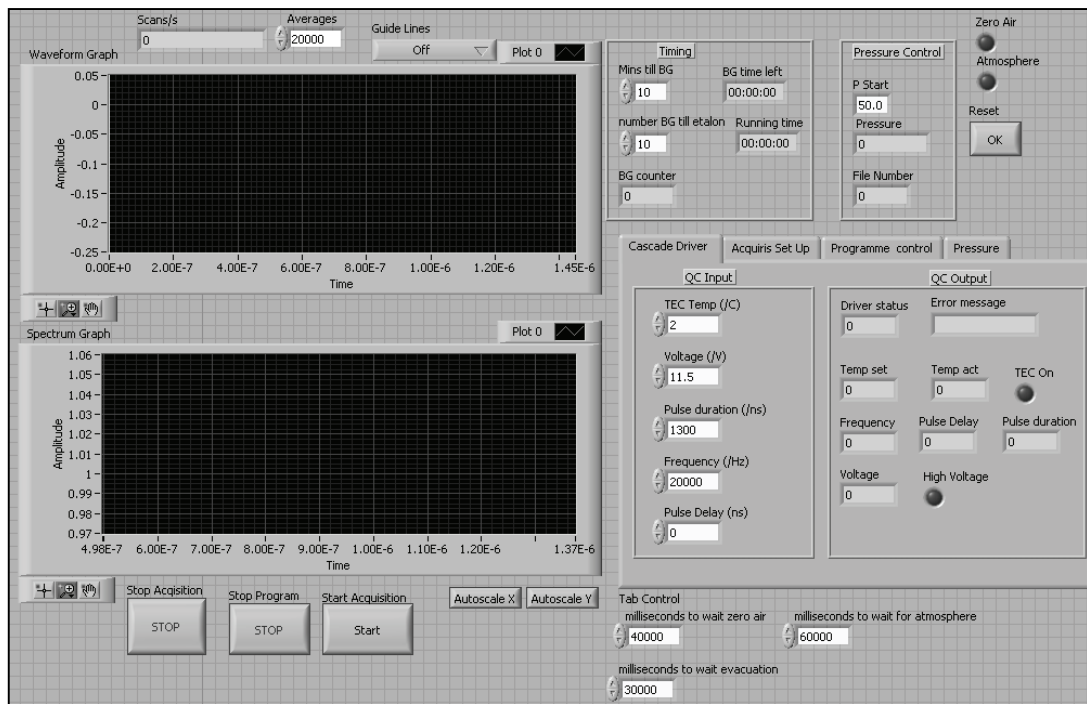 Scans/s
0
Averages
20000
Guide Lines
Off
Waveform Graph
Plot 0
Amplitude
0.05
0
-0.05
-0.1
-0.15
-0.2
-0.25
0.00E+0 2.00E-7 4.00E-7 6.00E-7 8.00E-7 1.00E-6 1.20E-6 1.45E-6
Time
Spectrum Graph
Plot 0
Amplitude
1.06
1.05
1.04
1.03
1.02
1.01
1
0.99
0.98
0.97
4.98E-7 6.00E-7 7.00E-7 8.00E-7 9.00E-7 1.00E-6 1.10E-6 1.20E-6 1.37E-6
Time
Stop Acqisition
STOP
Stop Program
STOP
Start Acquisition
Start
Autoscale X
Autoscale Y
Timing
Mins till BG
10
BG time left
00:00:00
number BG till etalon
10
Running time
00:00:00
BG counter
0
Pressure Control
P Start
50.0
Pressure
0
File Number
0
Zero Air
Atmosphere
Reset
OK
Cascade Driver
Acquiris Set Up
Programme control
Pressure
QC Input
TEC Temp (/C)
2
Voltage (/V)
11.5
Pulse duration (/ns)
1300
Frequency (/Hz)
20000
Pulse Delay (ns)
0
QC Output
Driver status
0
Error message
Temp set
0
Temp act
0
TEC On
Frequency
0
Pulse Delay
0
Pulse duration
0
Voltage
0
High Voltage
Tab Control
milliseconds to wait zero air
40000
milliseconds to wait for atmosphere
60000
milliseconds to wait evacuation
30000